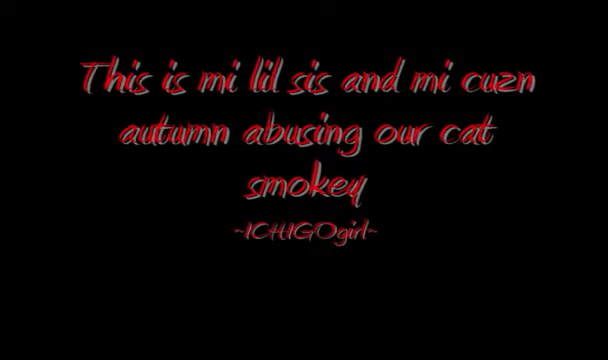 This is mi lil sis and mi cuzn
autumn abusing our cat
smokey
~ICHIGOgirl~